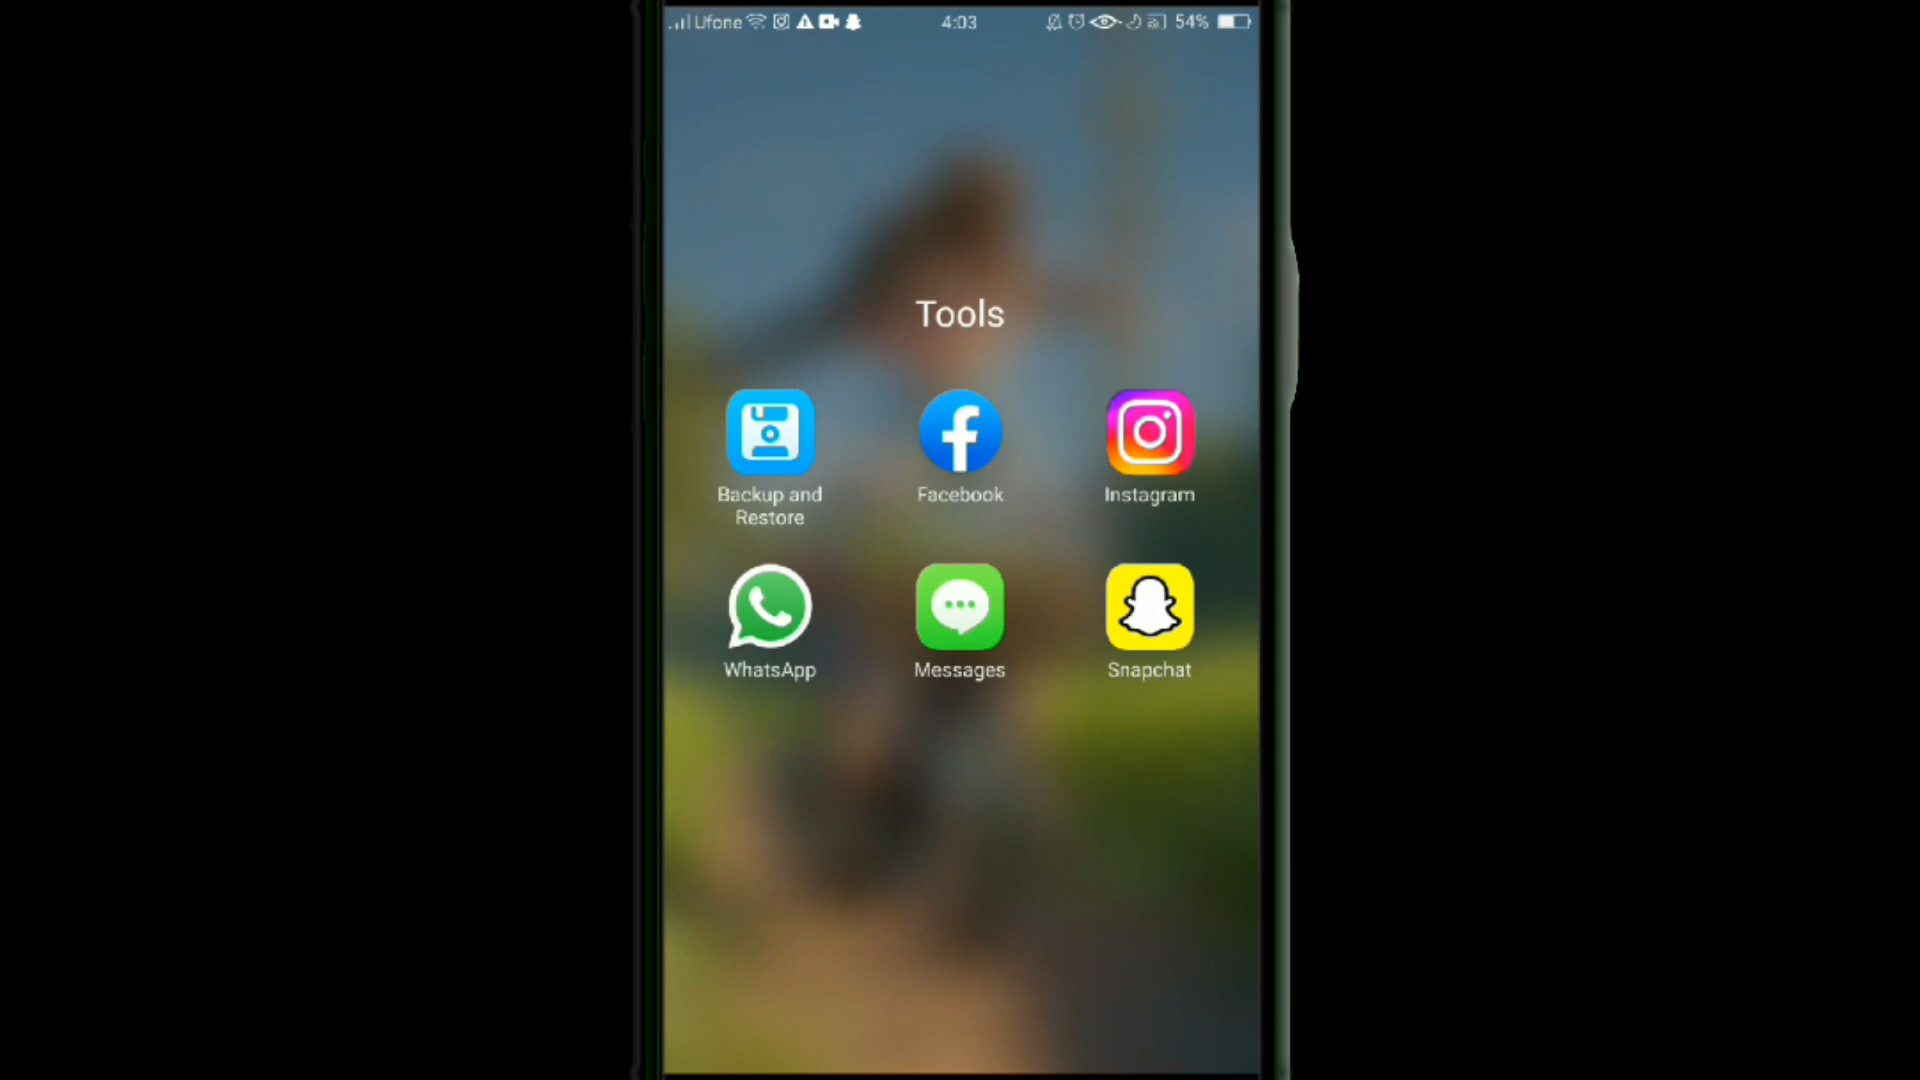 Ufone 4:03 54%
Tools
Backup and
Restore
Facebook
Instagram
WhatsApp
Messages
Snapchat